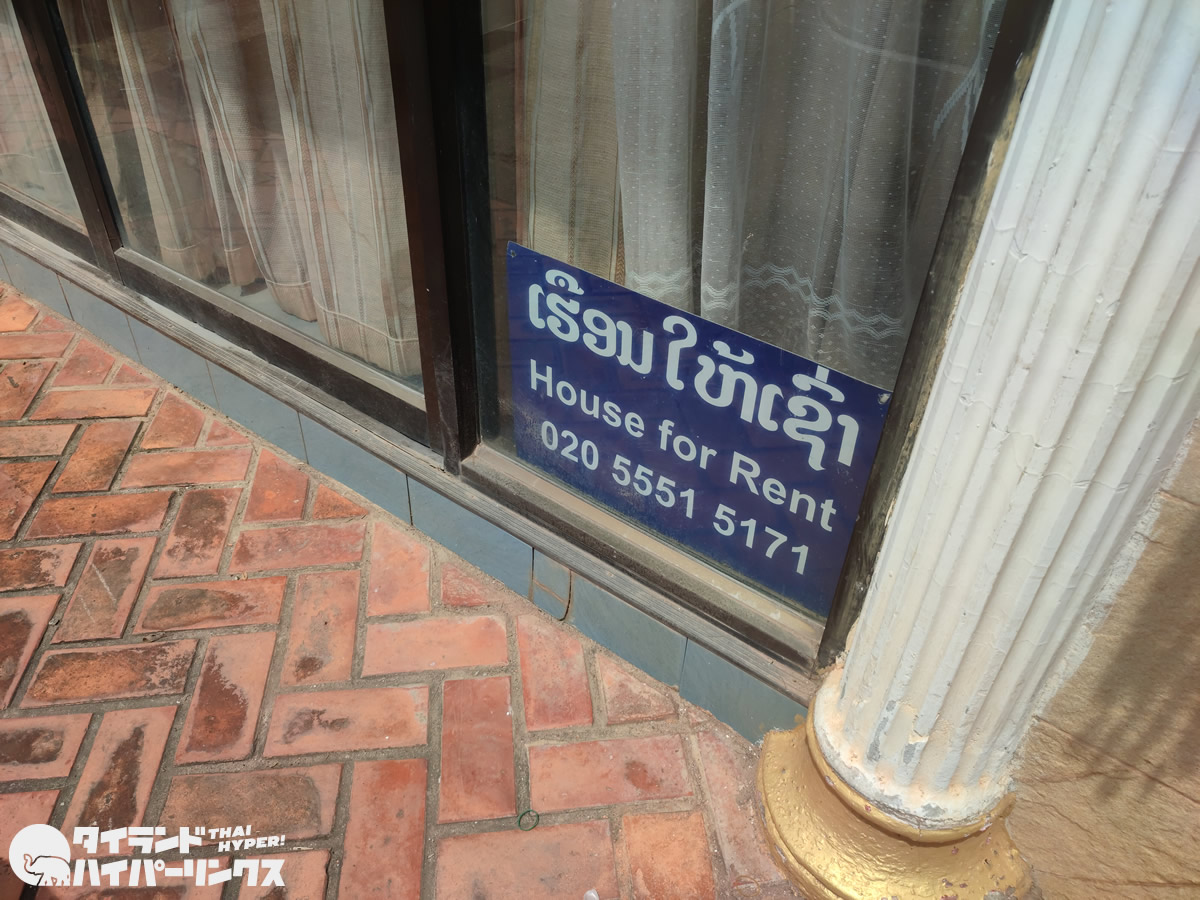 ເຮືອນໃຫ້ເຊົ່າ
House for Rent
020 5551 5171
タイランド THAI HYPER!
ハイパーリンクス